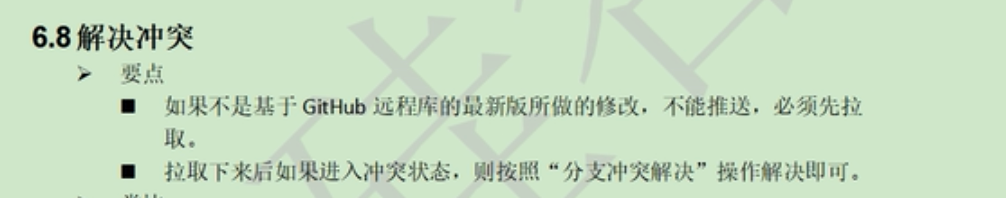 6.8 解决冲突
➢ 要点
■ 如果不是基于 GitHub 远程库的最新版所做的修改，不能推送，必须先拉
取。
■ 拉取下来后如果进入冲突状态，则按照“分支冲突解决”操作解决即可。